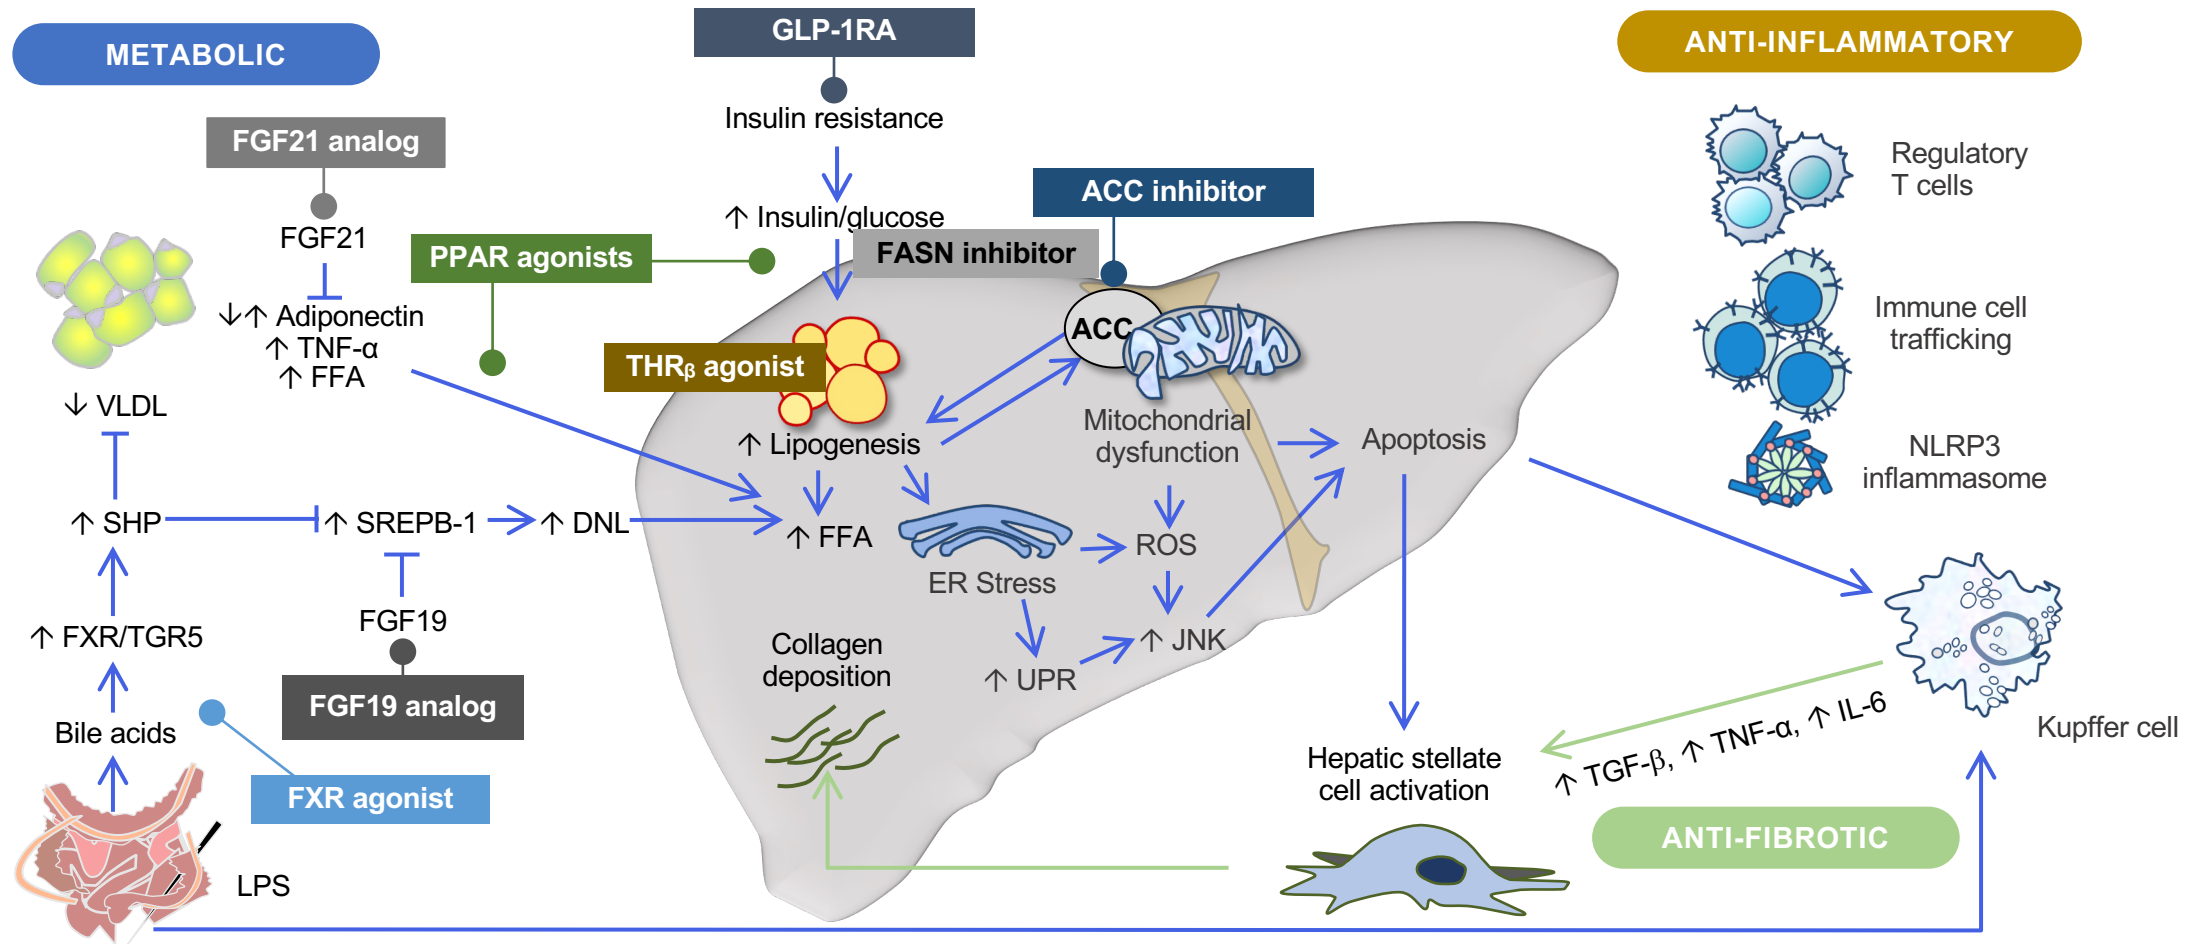 METABOLIC
GLP-1RA
ANTI-INFLAMMATORY
FGF21 analog
Insulin resistance
Regulatory
T cells
ACC inhibitor
↑ Insulin/glucose
FGF21
PPAR agonists
FASN inhibitor
Immune cell
trafficking
↓↑ Adiponectin
↑ TNF-α
↑ FFA
ACC
THRβ agonist
↓ VLDL
Mitochondrial
dysfunction
↑ Lipogenesis
Apoptosis
NLRP3
inflammasome
↑ SHP
↑ SREPB-1
↑ DNL
↑ FFA
ROS
ER Stress
FGF19
↑ FXR/TGR5
Collagen
deposition
↑ JNK
↑ UPR
FGF19 analog
Bile acids
Kupffer cell
↑ TGF-β, ↑ TNF-α, ↑ IL-6
Hepatic stellate
cell activation
FXR agonist
ANTI-FIBROTIC
LPS